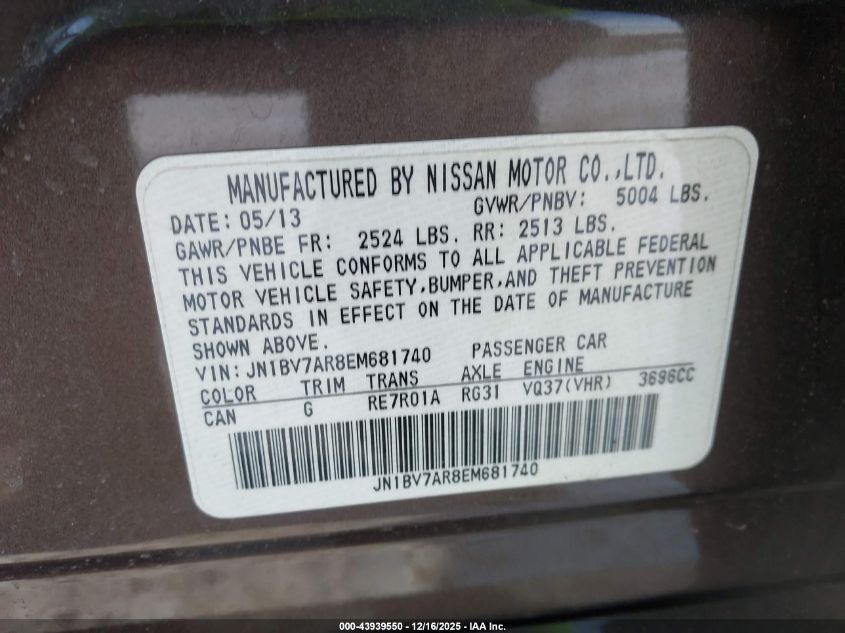 MANUFACTURED BY NISSAN MOTOR CO.,LTD.
DATE: 05/13 GVWR/PNBV: 5004 LBS.
GAWR/PNBE FR: 2524 LBS. RR: 2513 LBS.
THIS VEHICLE CONFORMS TO ALL APPLICABLE FEDERAL
MOTOR VEHICLE SAFETY,BUMPER,AND THEFT PREVENTION
STANDARDS IN EFFECT ON THE DATE OF MANUFACTURE
SHOWN ABOVE.
VIN: JN1BV7AR8EM681740 PASSENGER CAR
COLOR TRIM TRANS AXLE ENGINE
CAN G RE7R01A RG31 VQ37(VHR) 3696CC
JN1BV7AR8EM681740
000-43939550 - 12/16/2025 - IAA Inc.